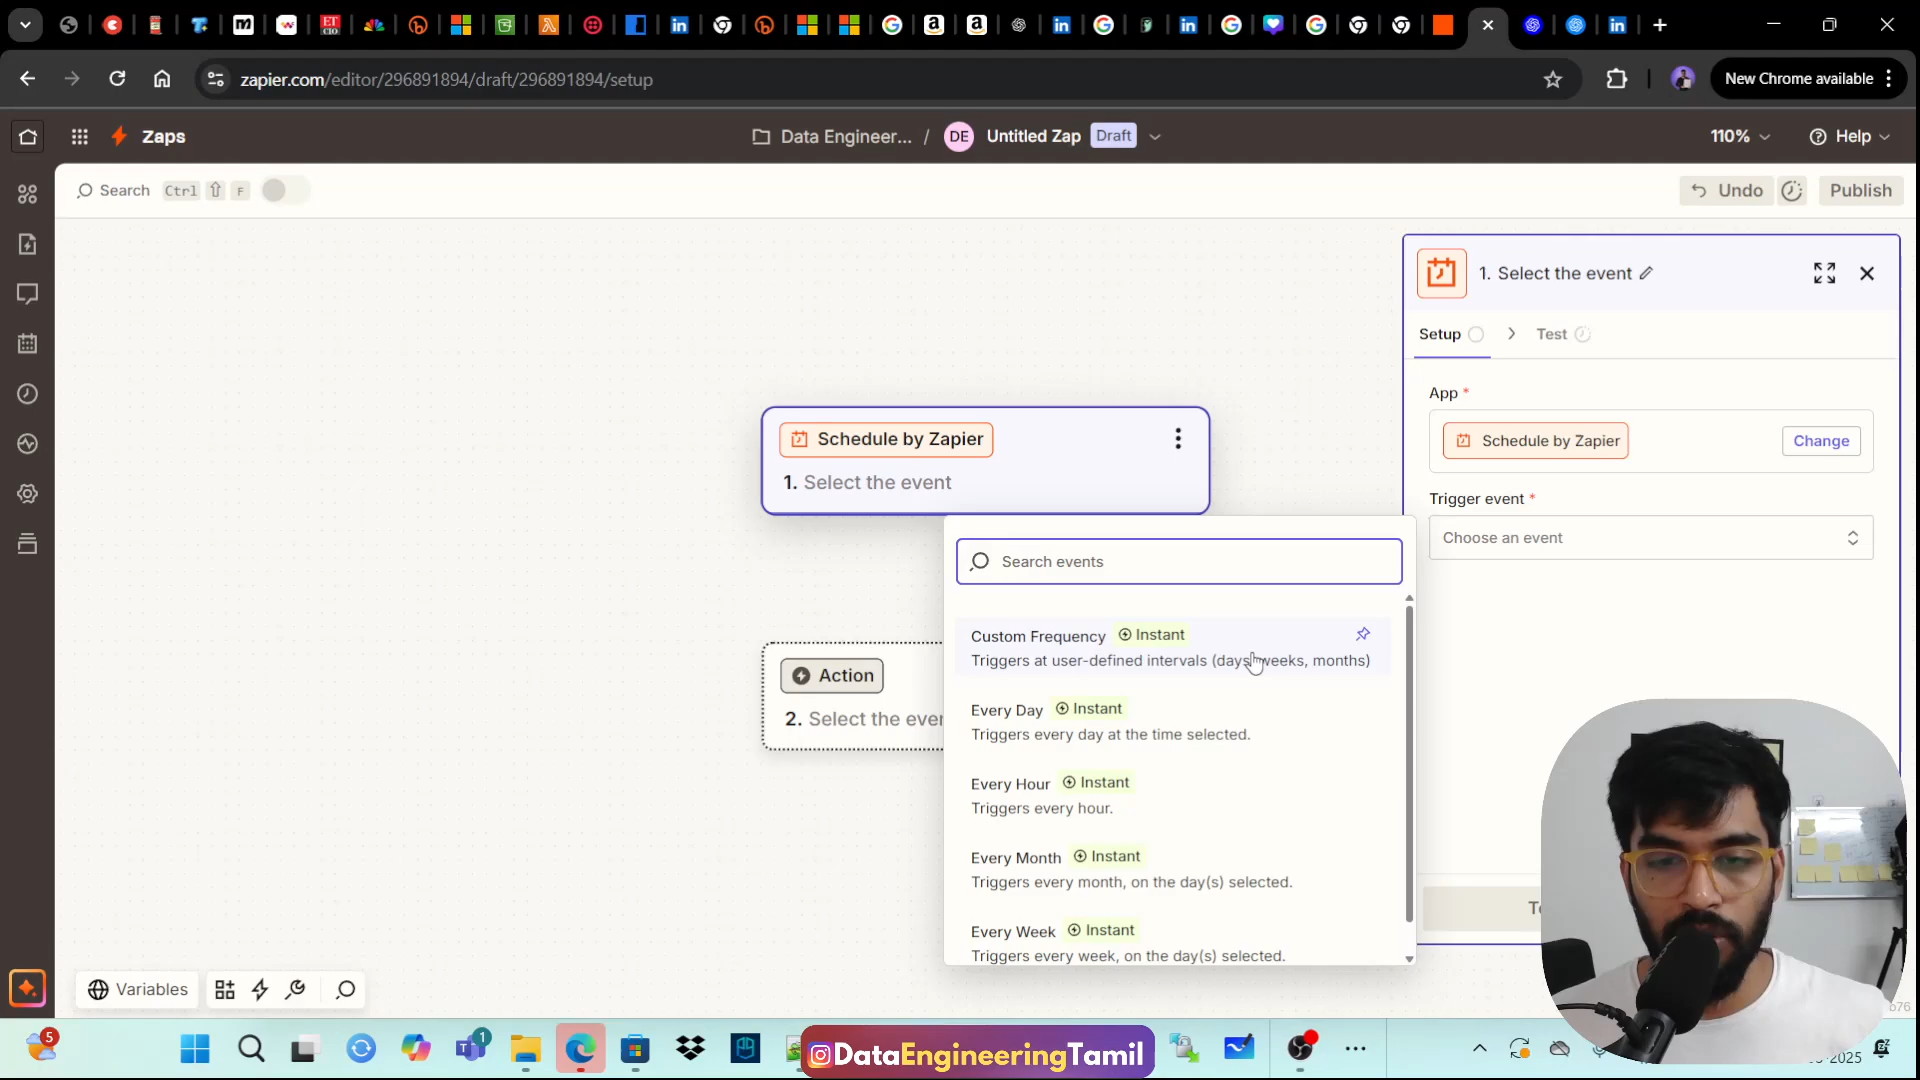 zapier.com/editor/296891894/draft/296891894/setup
New Chrome available
Zaps
Data Engineer... / DE Untitled Zap Draft
110%
Help
Search Ctrl F
Undo
Publish
1. Select the event
Setup
Test
App *
Schedule by Zapier
Change
Trigger event *
Choose an event
Schedule by Zapier
1. Select the event
Action
2. Select the
Search events
Custom Frequency Instant
Triggers at user-defined intervals (days, weeks, months)
Every Day Instant
Triggers every day at the time selected.
Every Hour Instant
Triggers every hour.
Every Month Instant
Triggers every month, on the day(s) selected.
Every Week Instant
Triggers every week, on the day(s) selected.
Variables
5
1
DataEngineeringTamil
2025